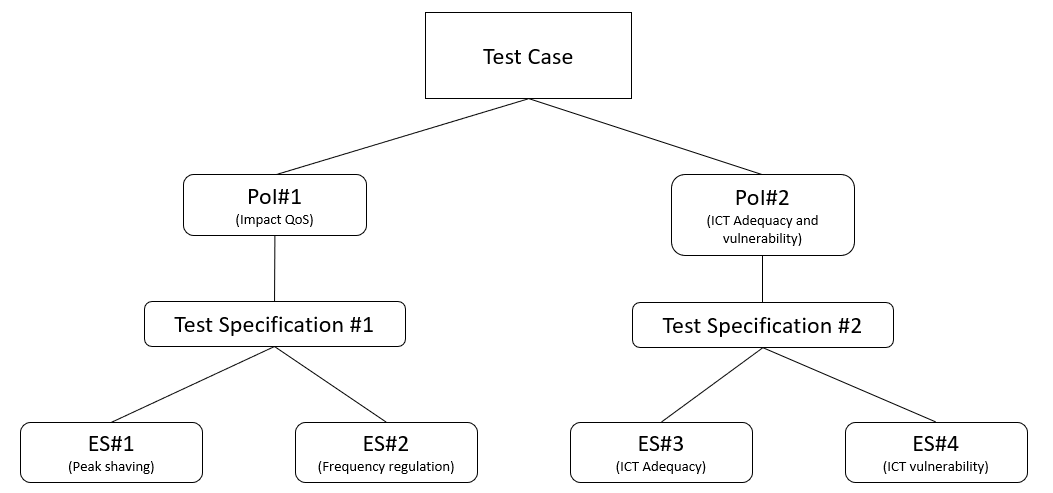 Test Case
PoI#1
(Impact QoS)
PoI#2
(ICT Adequacy and
vulnerability)
Test Specification #1
Test Specification #2
ES#1
(Peak shaving)
ES#2
(Frequency regulation)
ES#3
(ICT Adequacy)
ES#4
(ICT vulnerability)